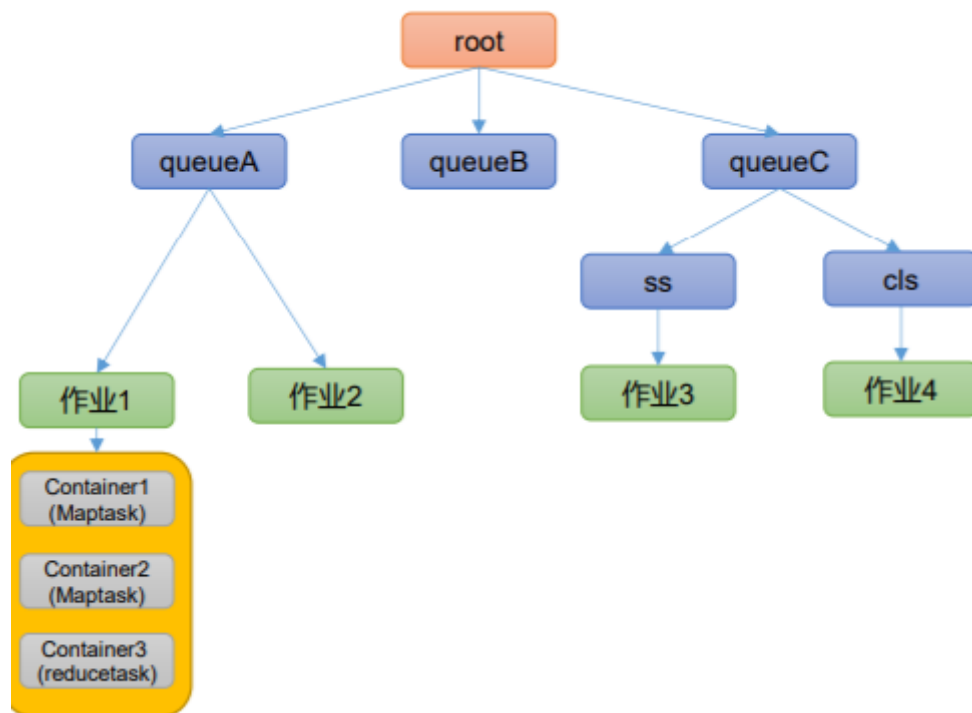 root
queueA
queueB
queueC
ss
cls
作业1
作业2
作业3
作业4
Container1
(Maptask)
Container2
(Maptask)
Container3
(reducetask)